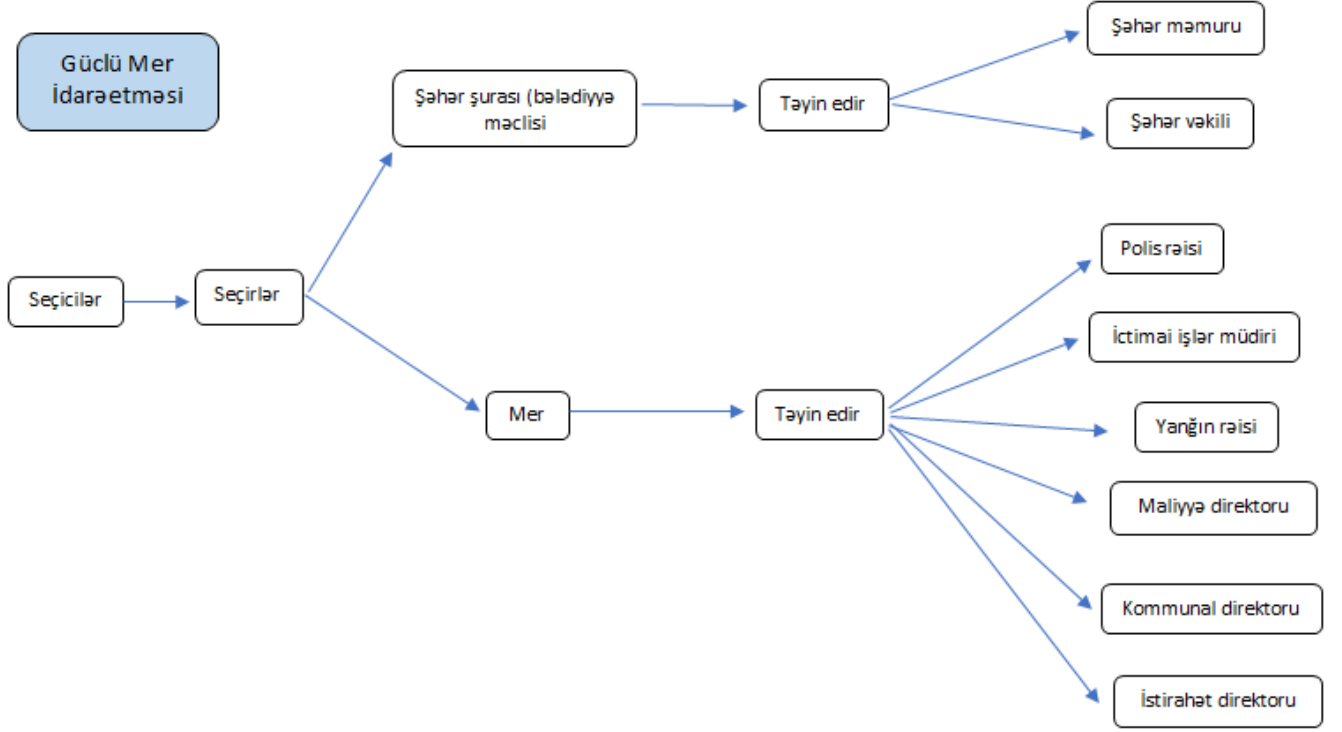 Güclü Mer
İdarəetməsi
Şəhər şurası (bələdiyyə
məclisi
Təyin edir
Şəhər məmuru
Şəhər vəkili
Seçicilər
Seçirlər
Mer
Təyin edir
Polis rəisi
İctimai işlər müdiri
Yanğın rəisi
Maliyyə direktoru
Kommunal direktoru
İstirahət direktoru